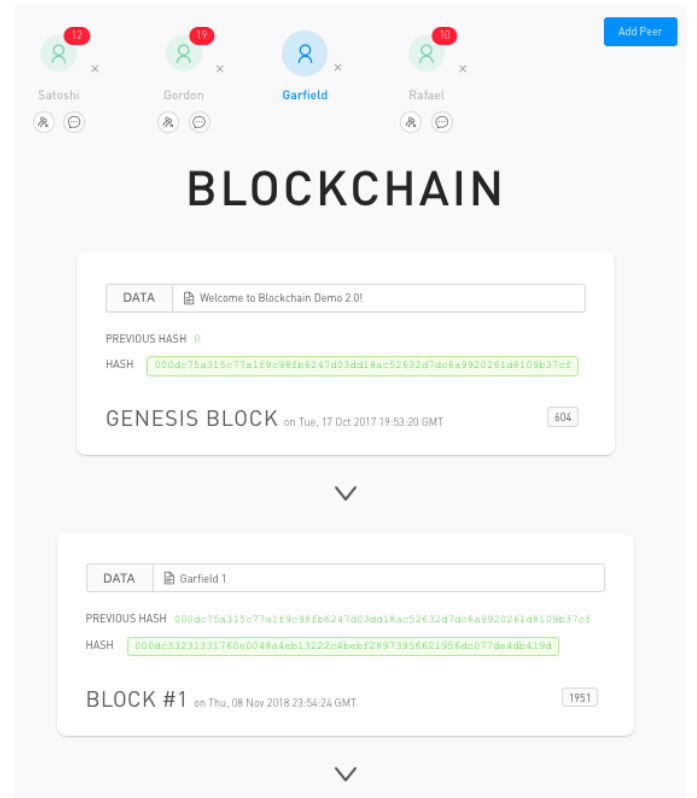 12 19 10 Add Peer
Satoshi Gordon Garfield Rafael
BLOCKCHAIN
DATA Welcome to Blockchain Demo 2.0!
PREVIOUS HASH 0
HASH 000dc75a315c77a1f9c98fb6247d03dd18ac52632d7dc6a9920261d8109b37cf
GENESIS BLOCK on Tue, 17 Oct 2017 19:53:20 GMT 604
DATA Garfield 1
PREVIOUS HASH 000dc75a315c77a1f9c98fb6247d03dd18ac52632d7dc6a9920261d8109b37cf
HASH 000dc33231331760e0048a4eb13222c4bebf28973956621956dc077de4db419d
BLOCK #1 on Thu, 08 Nov 2018 23:54:24 GMT 1951